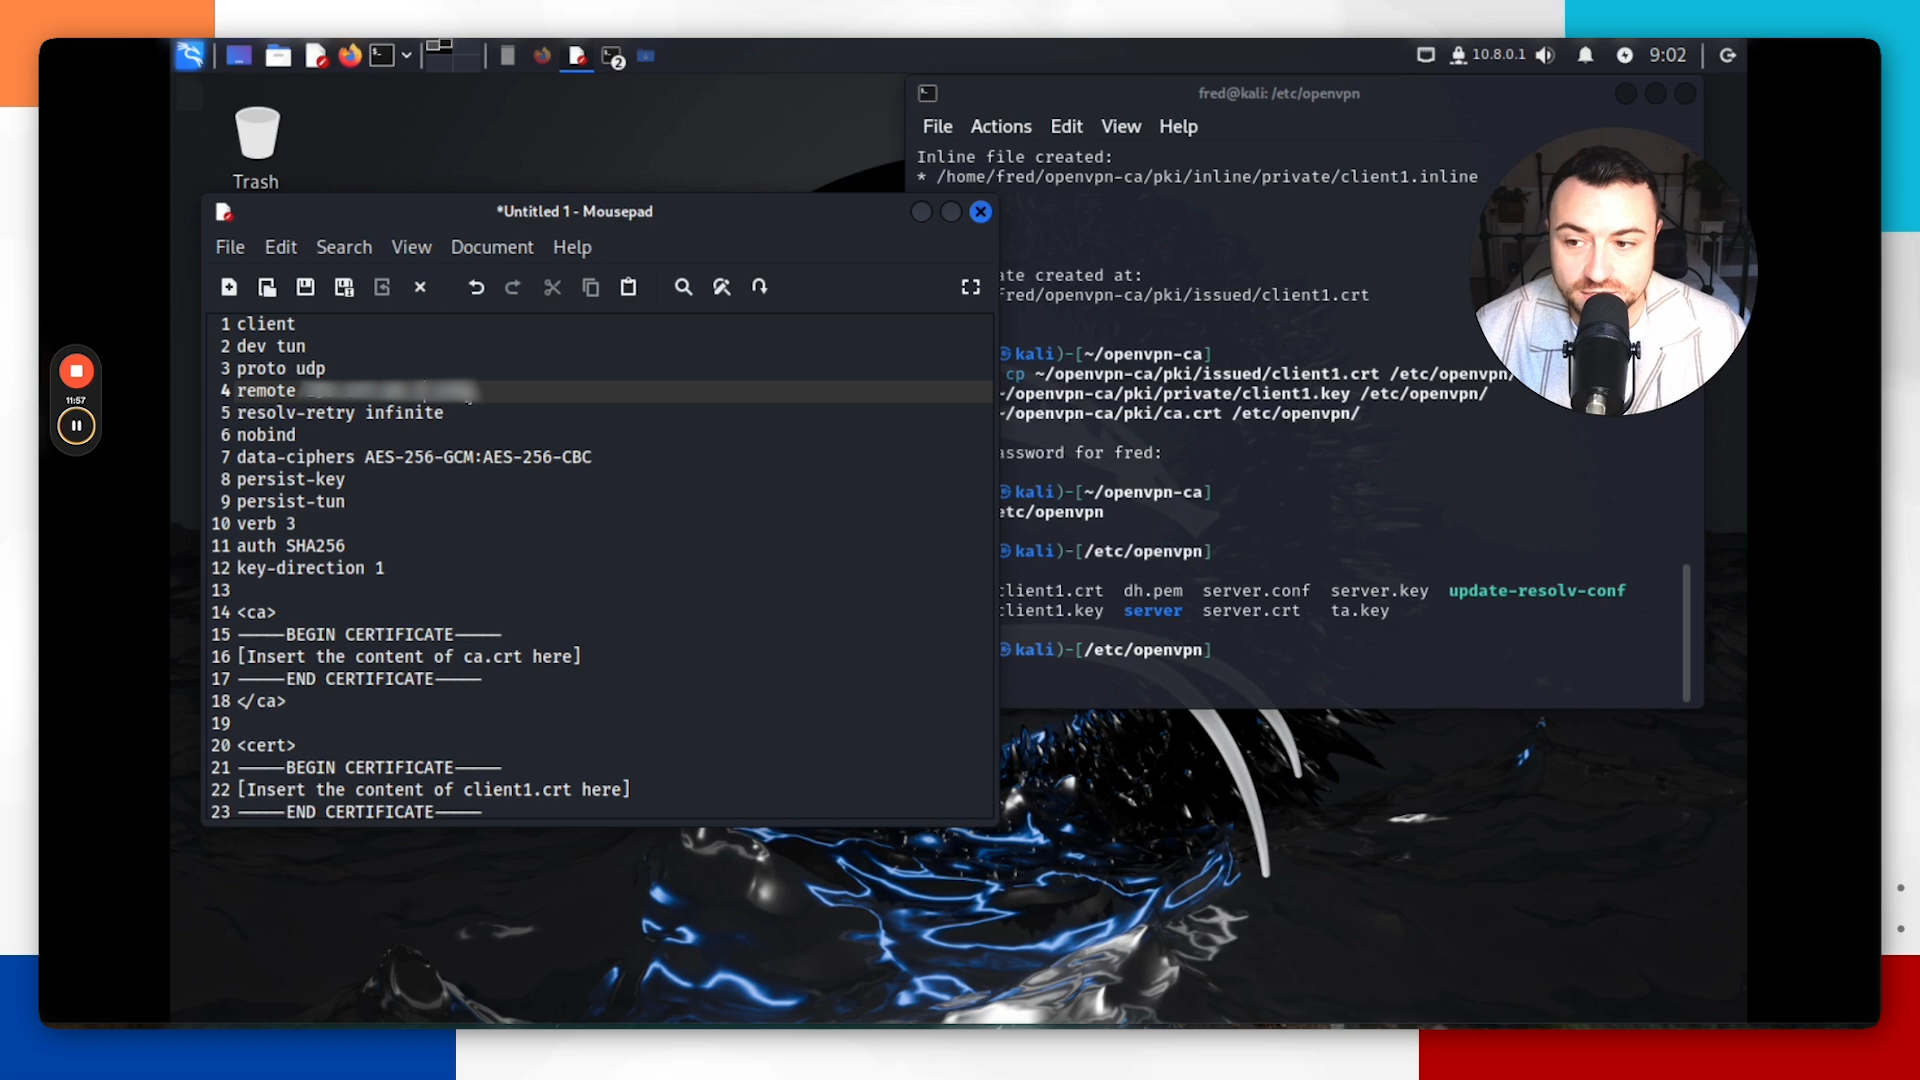 10.8.0.1
9:02
2
Trash
fred@kali: /etc/openvpn
File Actions Edit View Help
Inline file created:
* /home/fred/openvpn-ca/pki/inline/private/client1.inline
created at:
/openvpn-ca/pki/issued/client1.crt
kali)-[~/openvpn-ca]
cp ~/openvpn-ca/pki/issued/client1.crt /etc/openvpn/
~/openvpn-ca/pki/private/client1.key /etc/openvpn/
~/openvpn-ca/pki/ca.crt /etc/openvpn/
for fred:
kali)-[~/openvpn-ca]
etc/openvpn
kali)-[/etc/openvpn]
client1.crt dh.pem server.conf server.key update-resolv-conf
client1.key server server.crt ta.key
kali)-[/etc/openvpn]
*Untitled 1 - Mousepad
File Edit Search View Document Help
1 client
2 dev tun
3 proto udp
4 remote
5 resolv-retry infinite
6 nobind
7 data-ciphers AES-256-GCM:AES-256-CBC
8 persist-key
9 persist-tun
10 verb 3
11 auth SHA256
12 key-direction 1
13
14 <ca>
15 -----BEGIN CERTIFICATE-----
16 [Insert the content of ca.crt here]
17 -----END CERTIFICATE-----
18 </ca>
19
20 <cert>
21 -----BEGIN CERTIFICATE-----
22 [Insert the content of client1.crt here]
23 -----END CERTIFICATE-----
11:57